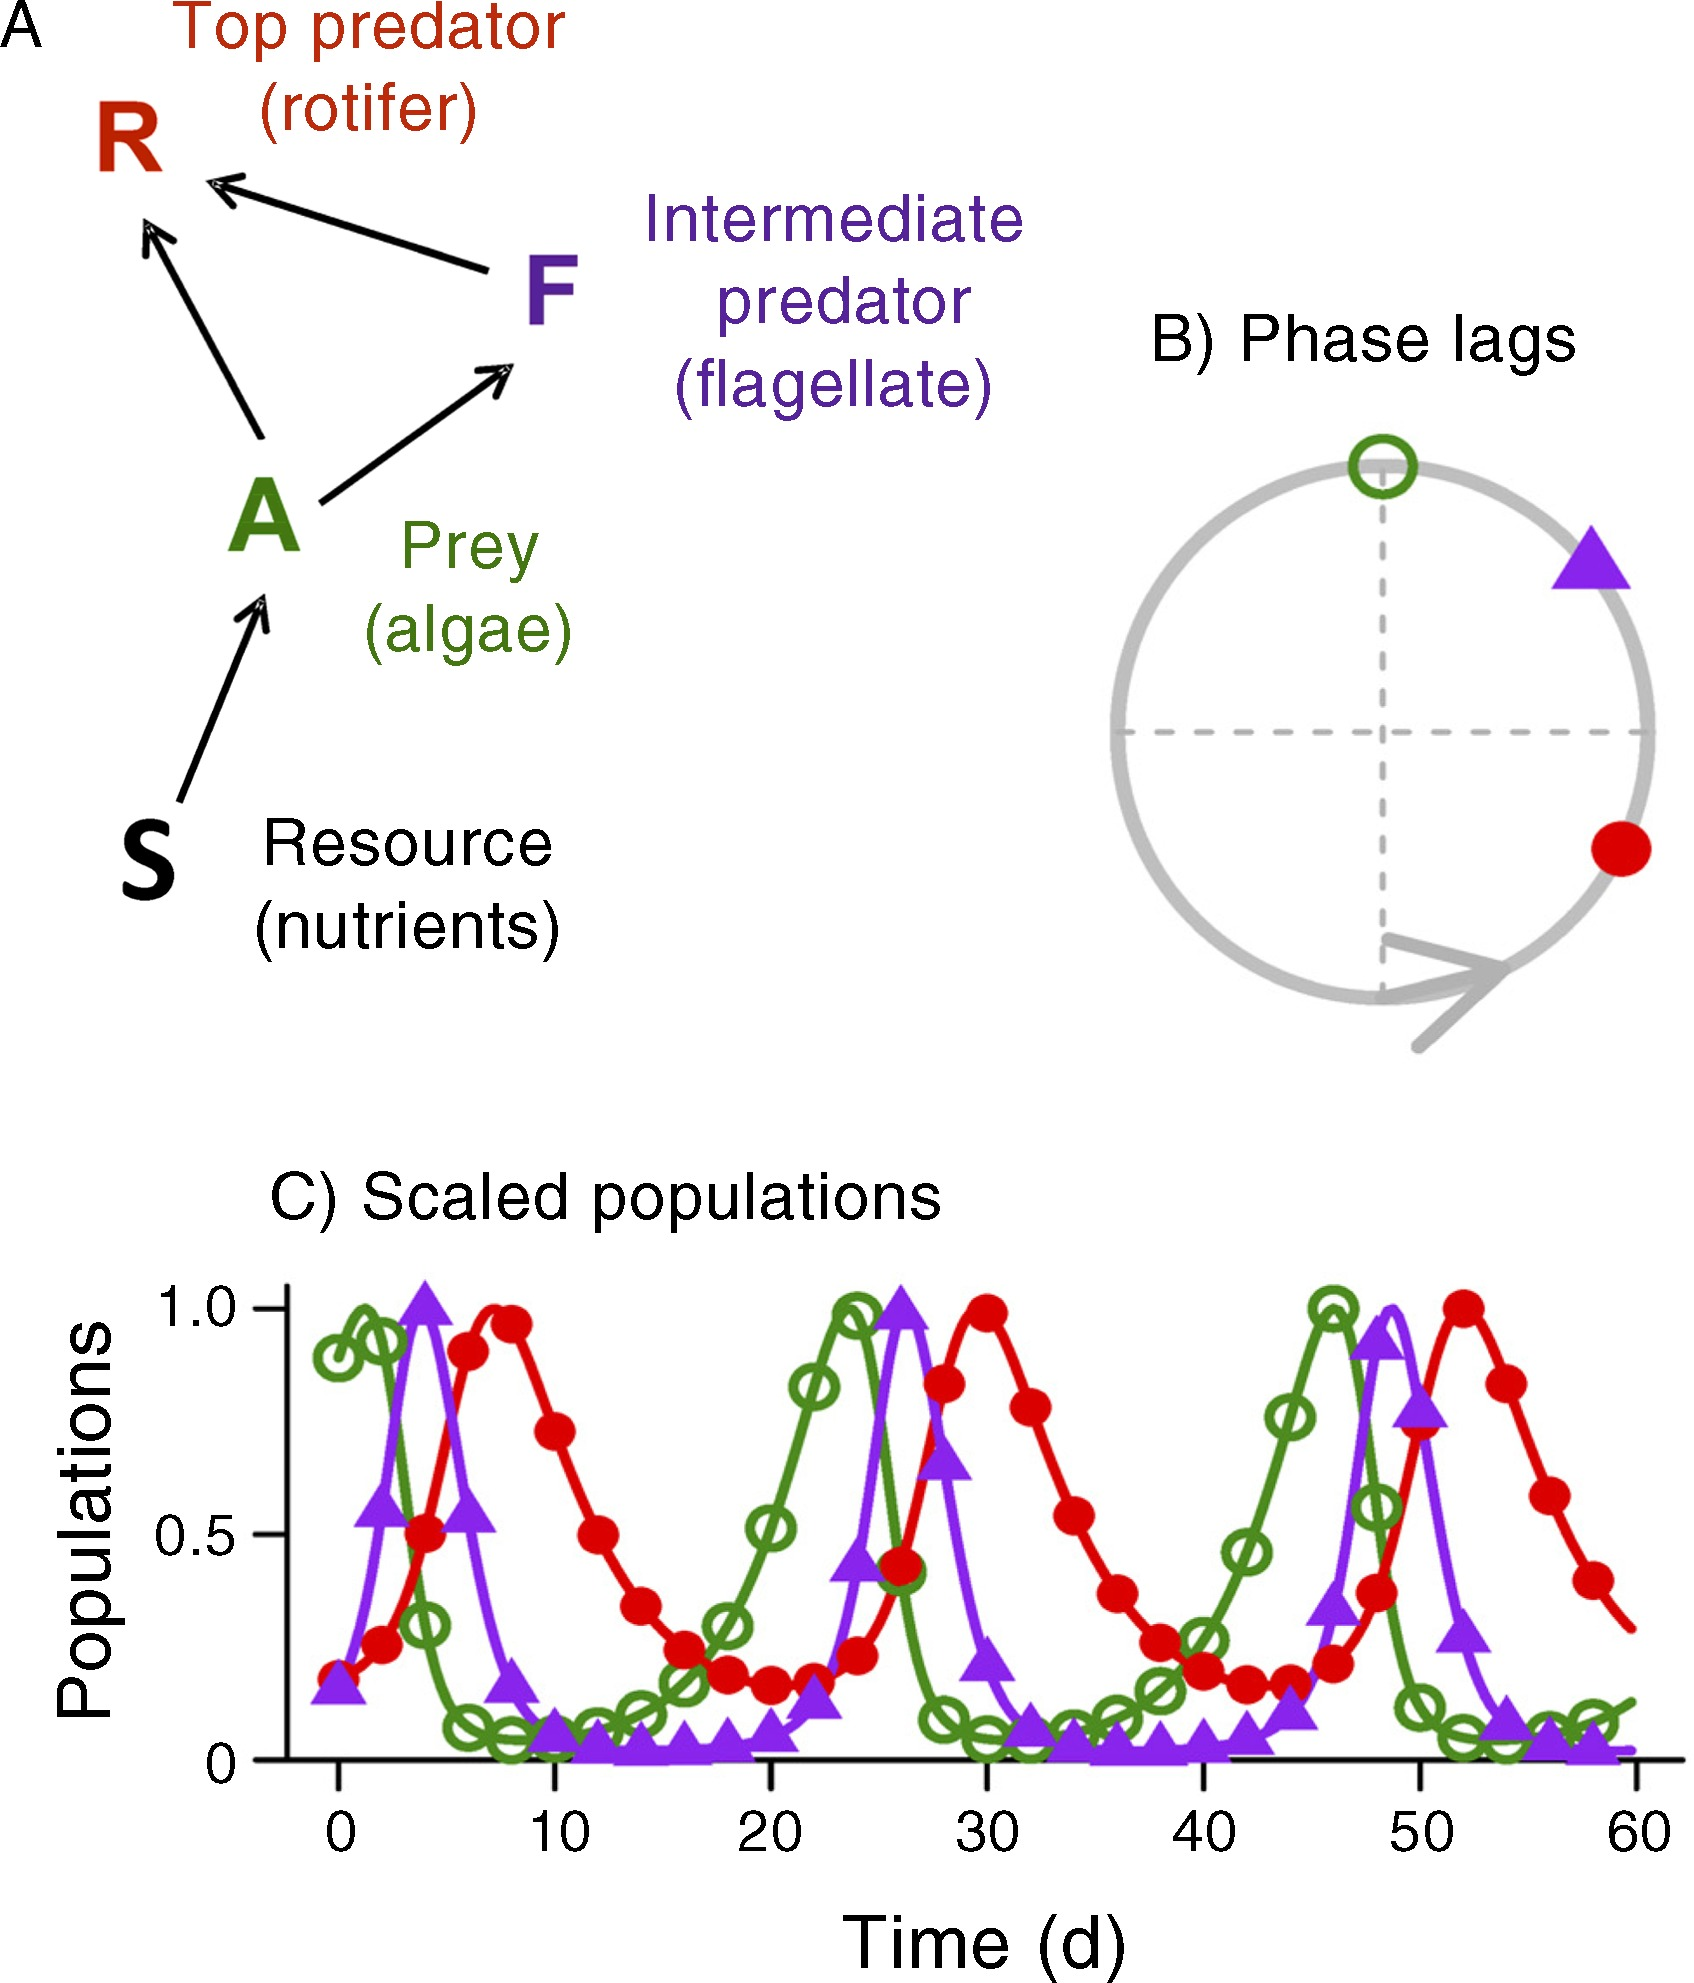 A
Top predator
(rotifer)
R
Intermediate
predator
(flagellate)
F
B) Phase lags
A
Prey
(algae)
S
Resource
(nutrients)
C) Scaled populations
Populations
1.0
0.5
0
0 10 20 30 40 50 60
Time (d)